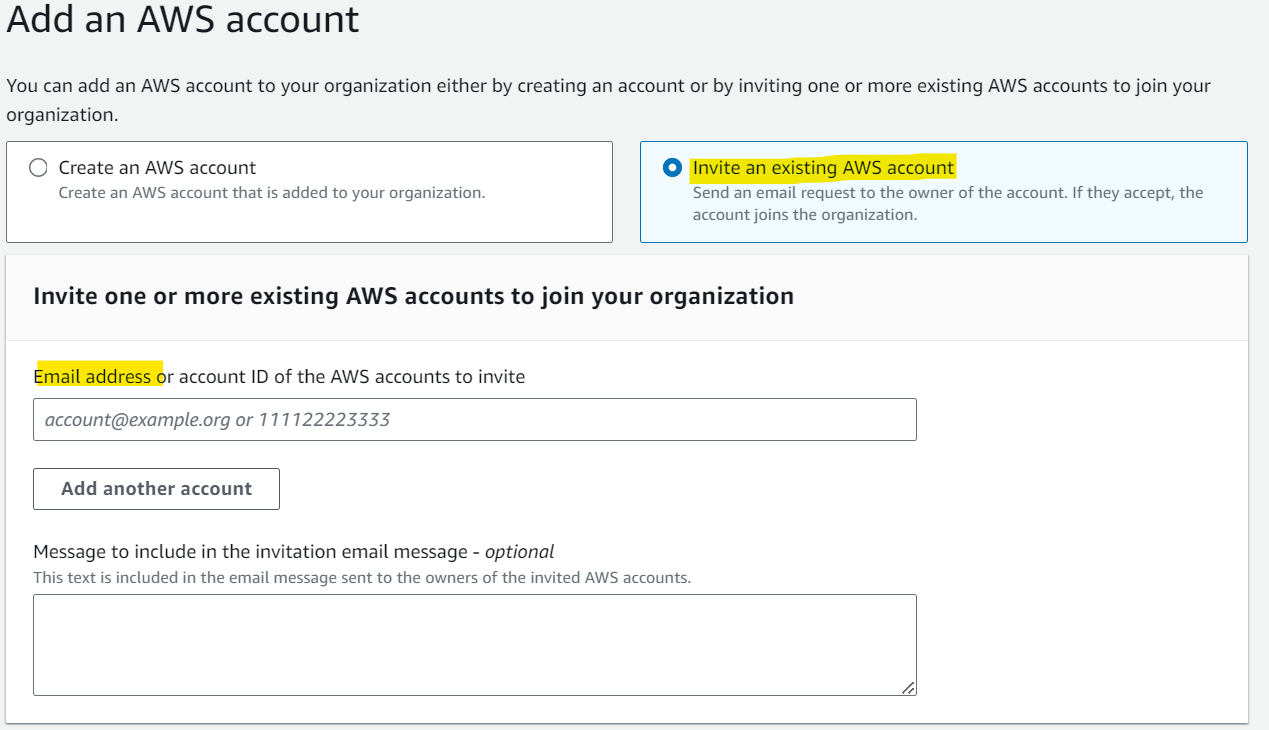 Add an AWS account
You can add an AWS account to your organization either by creating an account or by inviting one or more existing AWS accounts to join your
organization.
Create an AWS account
Create an AWS account that is added to your organization.
Invite an existing AWS account
Send an email request to the owner of the account. If they accept, the
account joins the organization.
Invite one or more existing AWS accounts to join your organization
Email address or account ID of the AWS accounts to invite
account@example.org or 111122223333
Add another account
Message to include in the invitation email message - optional
This text is included in the email message sent to the owners of the invited AWS accounts.